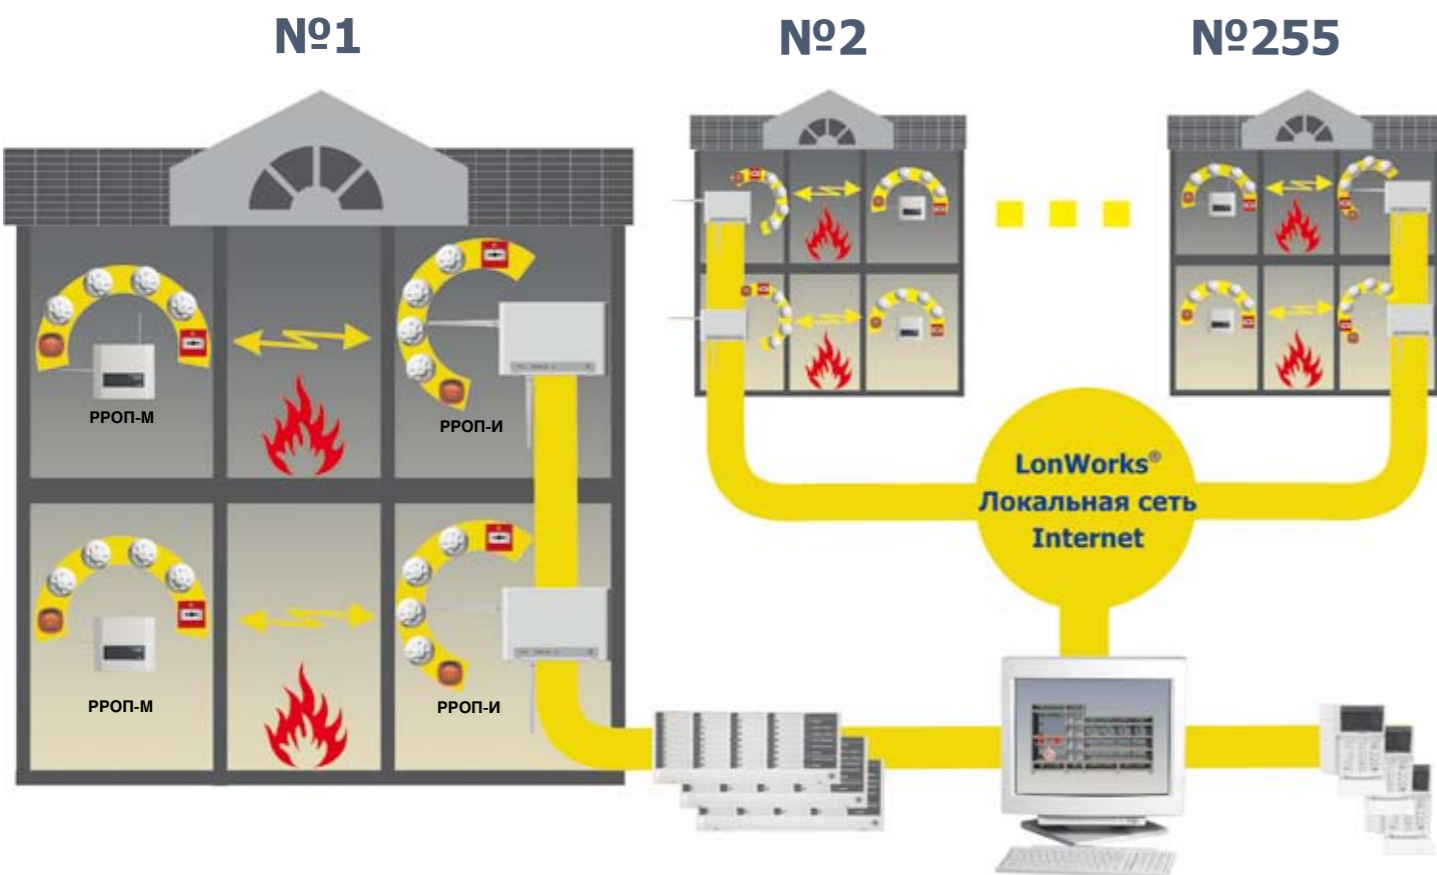 №1
№2
№255
РРОП-М
РРОП-И
РРОП-М
РРОП-И
LonWorks®
Локальная сеть
Internet